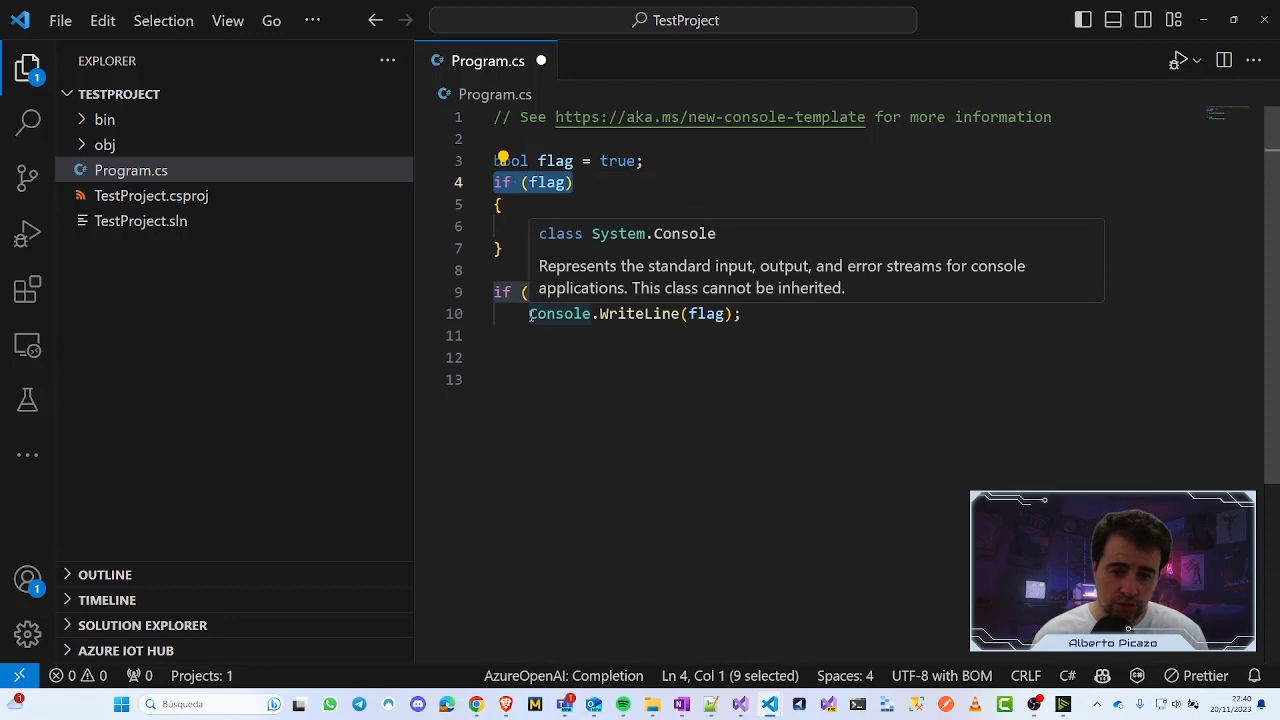 File Edit Selection View Go ··· TestProject
EXPLORER
TESTPROJECT
bin
obj
Program.cs
TestProject.csproj
TestProject.sln
OUTLINE
TIMELINE
SOLUTION EXPLORER
AZURE IOT HUB
1
1
Program.cs
Program.cs
1 // See https://aka.ms/new-console-template for more information
2
3 bool flag = true;
4 if (flag)
5 {
6
7 }
8
9 if (
10 Console.WriteLine(flag);
11
12
13
class System.Console
Represents the standard input, output, and error streams for console
applications. This class cannot be inherited.
Alberto Picazo
0 0 0 Projects: 1 AzureOpenAI: Completion Ln 4, Col 1 (9 selected) Spaces: 4 UTF-8 with BOM CRLF C# Prettier
1 Búsqueda 22:40
20/11/2023